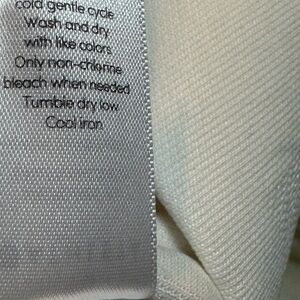 cold gentle cycle
Wash and dry
with like colors
Only non-chlorine
bleach when needed
Tumble dry low
Cool iron